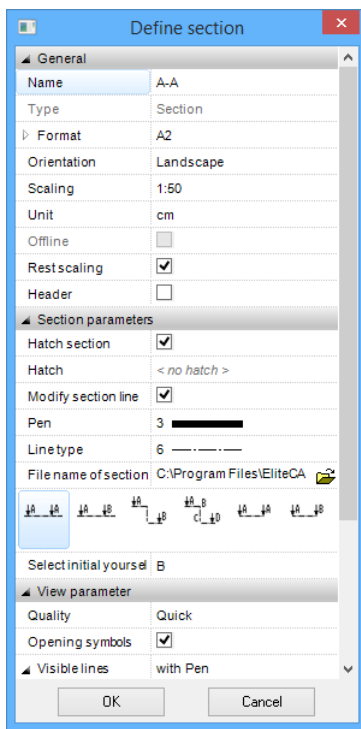 Define section
General
Name A-A
Type Section
Format A2
Orientation Landscape
Scaling 1:50
Unit cm
Offline
Rest scaling
Header
Section parameters
Hatch section
Hatch < no hatch >
Modify section line
Pen 3
Line type 6
File name of section C:\Program Files\EliteCA
A A A B A B A B C D A A A B
Select initial yoursel B
View parameter
Quality Quick
Opening symbols
Visible lines with Pen
OK Cancel